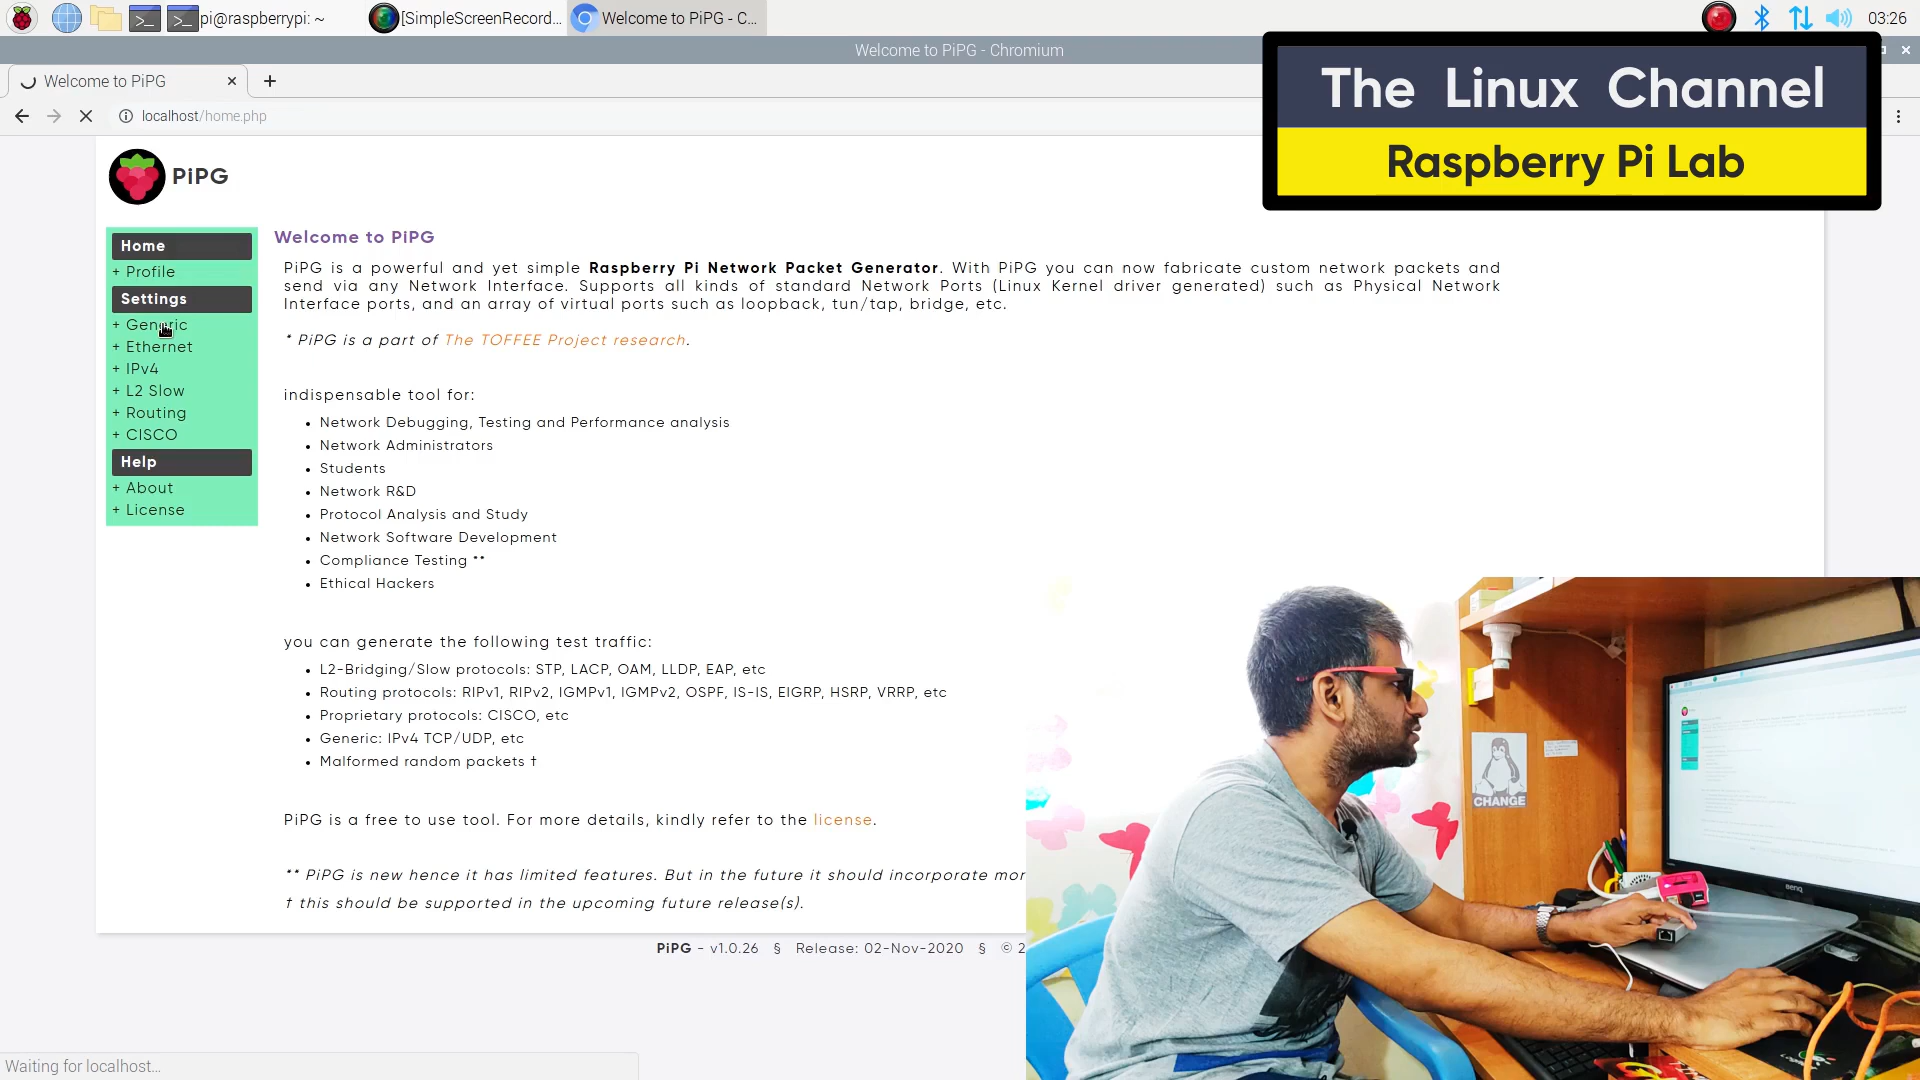 pi@raspberrypi: ~
[SimpleScreenRecord...
Welcome to PiPG - C...
03:26
Welcome to PiPG - Chromium
Welcome to PiPG
localhost/home.php
The Linux Channel
Raspberry Pi Lab
PiPG
Home
+ Profile
Settings
+ Generic
+ Ethernet
+ IPv4
+ L2 Slow
+ Routing
+ CISCO
Help
+ About
+ License
Welcome to PiPG
PiPG is a powerful and yet simple Raspberry Pi Network Packet Generator. With PiPG you can now fabricate custom network packets and
send via any Network Interface. Supports all kinds of standard Network Ports (Linux Kernel driver generated) such as Physical Network
Interface ports, and an array of virtual ports such as loopback, tun/tap, bridge, etc.
* PiPG is a part of The TOFFEE Project research.
indispensable tool for:
• Network Debugging, Testing and Performance analysis
• Network Administrators
• Students
• Network R&D
• Protocol Analysis and Study
• Network Software Development
• Compliance Testing **
• Ethical Hackers
you can generate the following test traffic:
• L2-Bridging/Slow protocols: STP, LACP, OAM, LLDP, EAP, etc
• Routing protocols: RIPv1, RIPv2, IGMPv1, IGMPv2, OSPF, IS-IS, EIGRP, HSRP, VRRP, etc
• Proprietary protocols: CISCO, etc
• Generic: IPv4 TCP/UDP, etc
• Malformed random packets †
PiPG is a free to use tool. For more details, kindly refer to the license.
** PiPG is new hence it has limited features. But in the future it should incorporate mor
† this should be supported in the upcoming future release(s).
PiPG - v1.0.26 § Release: 02-Nov-2020 § © 2
Waiting for localhost...
CHANGE
benq